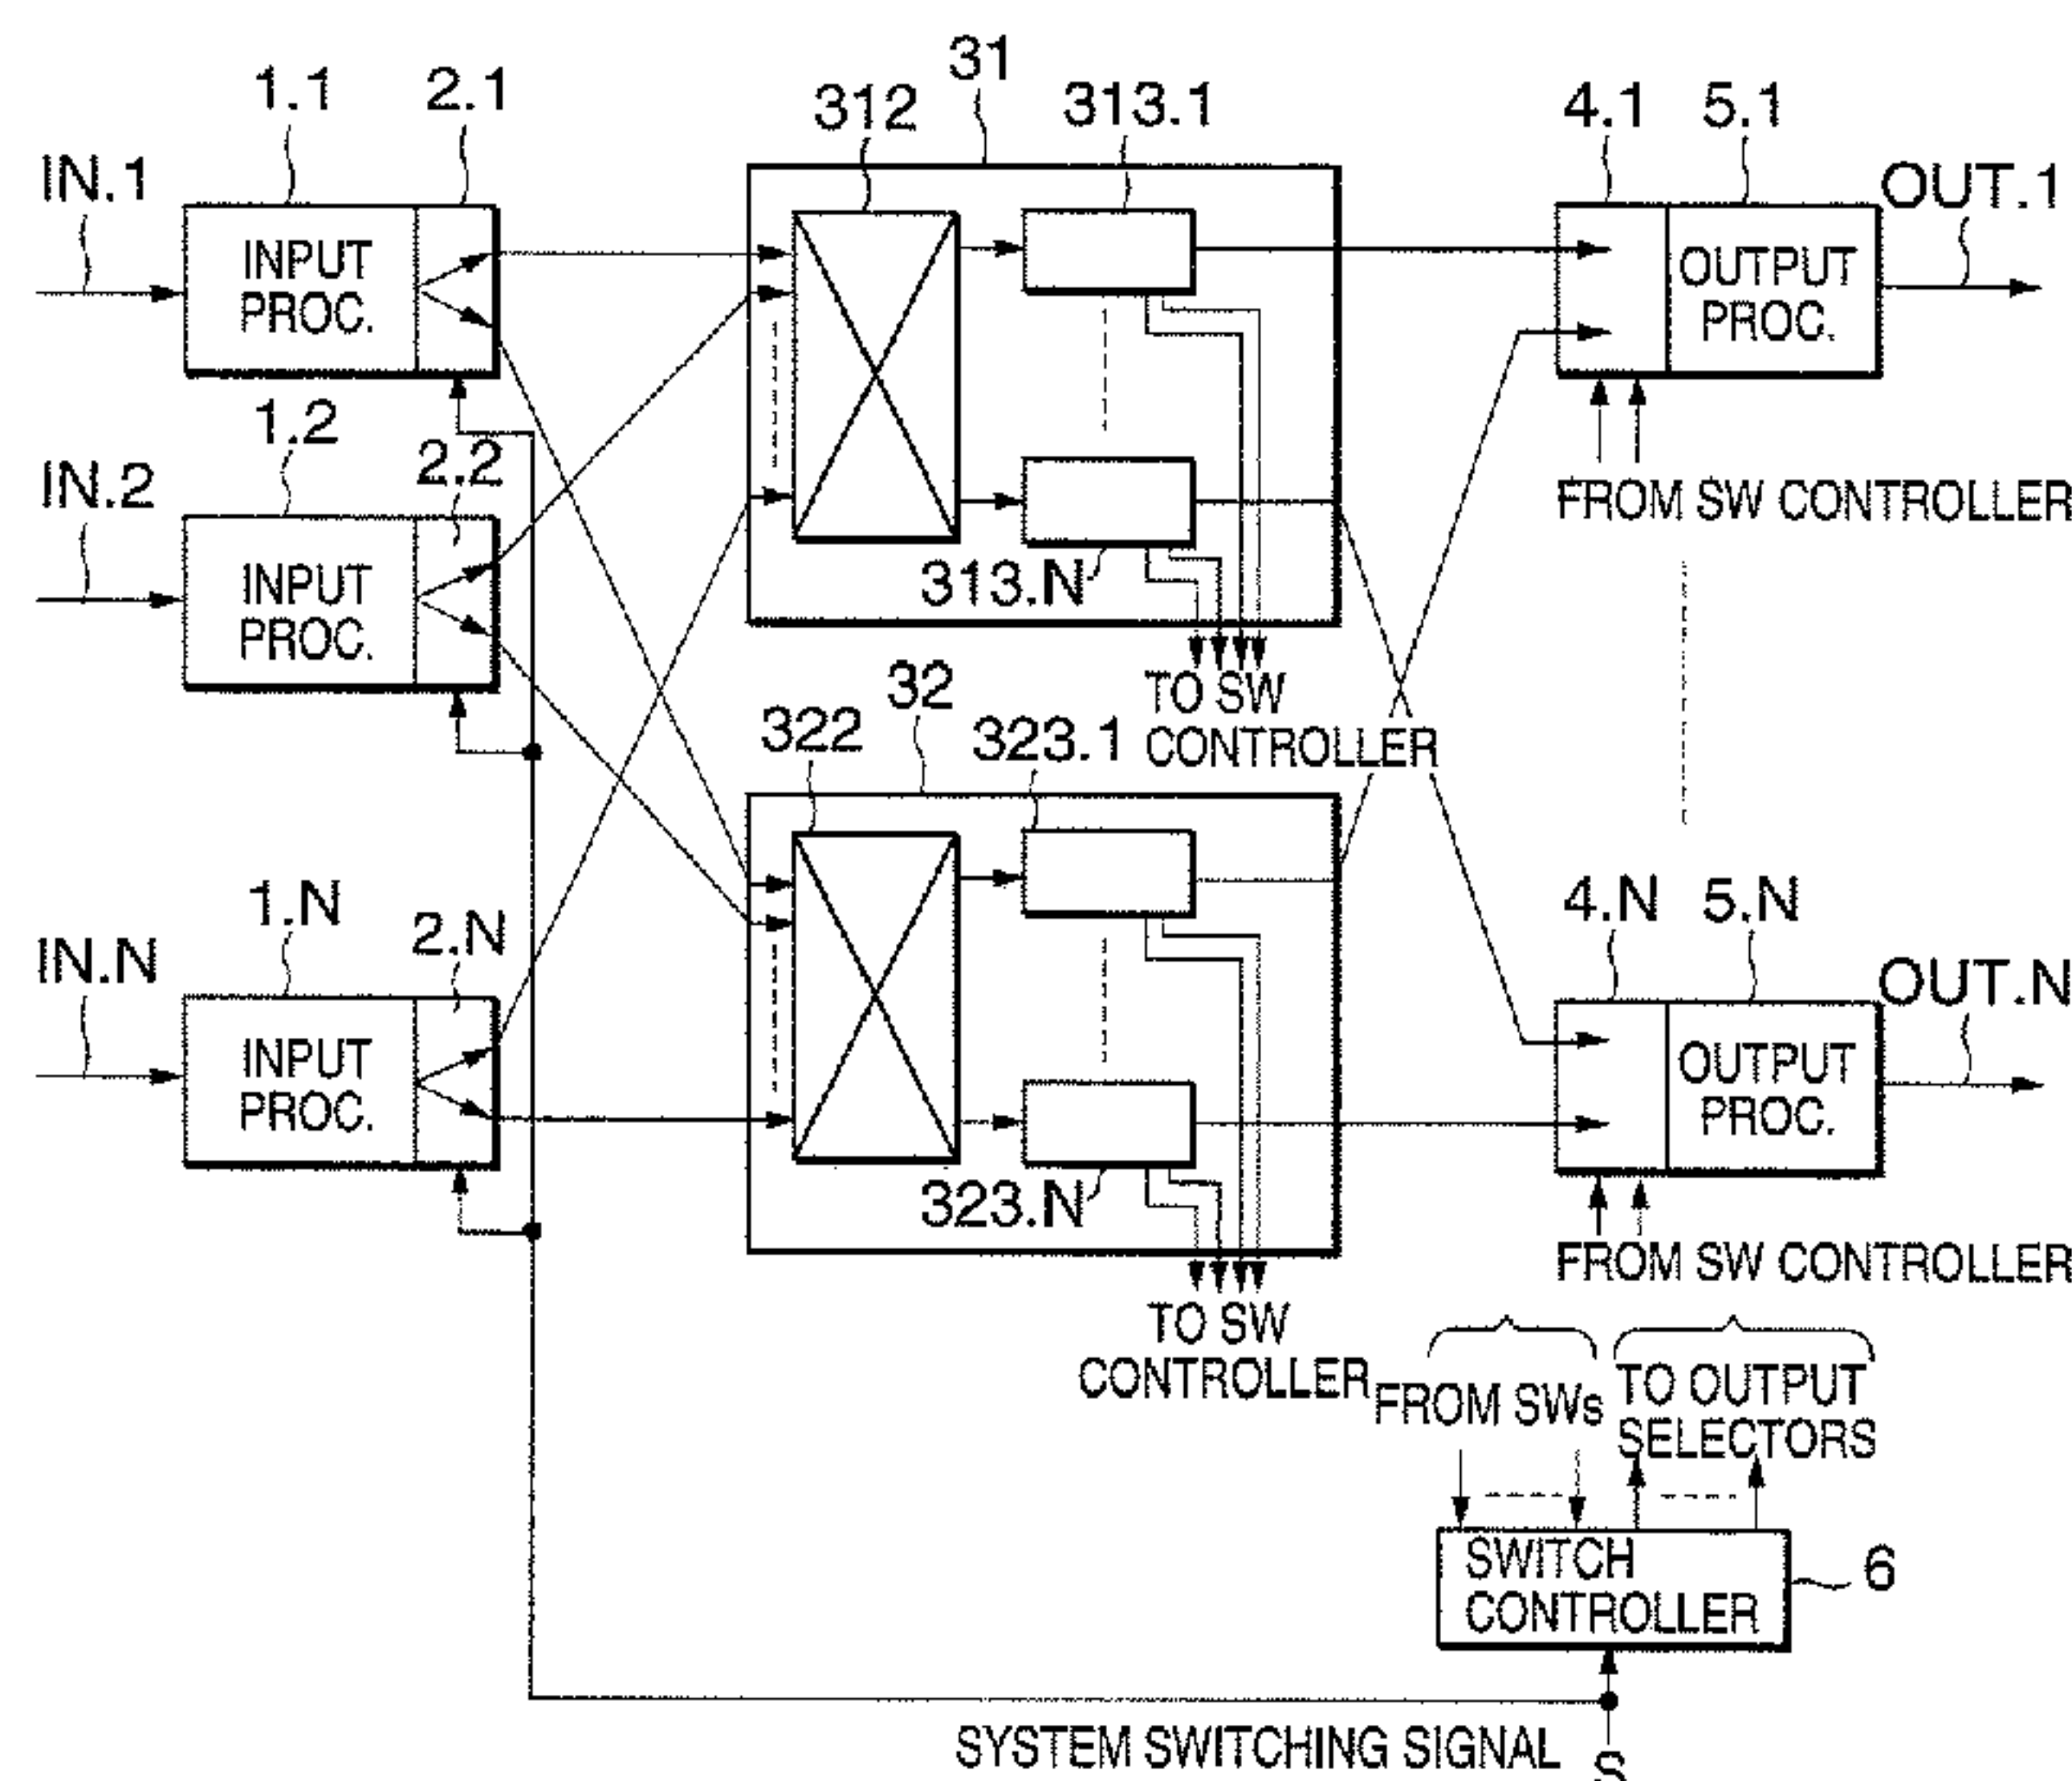 31
1.1
2.1
312
313.1
4.1
5.1
IN.1
OUT.1
INPUT
PROC.
OUTPUT
PROC.
1.2
2.2
IN.2
FROM SW CONTROLLER
INPUT
PROC.
313.N
TO SW
CONTROLLER
32
322
323.1
1.N
2.N
4.N
5.N
IN.N
OUT.N
INPUT
PROC.
OUTPUT
PROC.
323.N
FROM SW CONTROLLER
TO SW
CONTROLLER
FROM SWs
TO OUTPUT
SELECTORS
SWITCH
CONTROLLER
6
SYSTEM SWITCHING SIGNAL
S